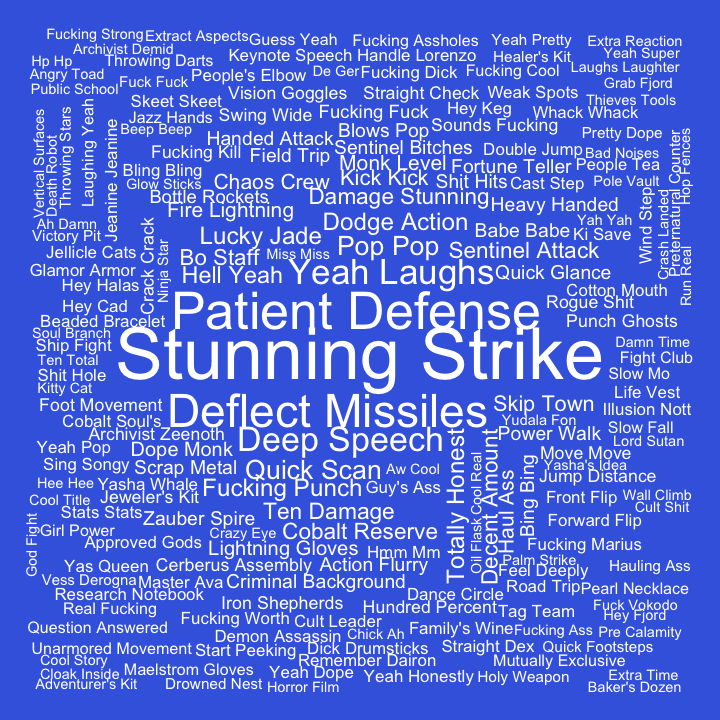 Fucking Strong
Extract Aspects
Guess Yeah
Fucking Assholes
Yeah Pretty
Extra Reaction
Archivist Demid
Keynote Speech
Handle Lorenzo
Healer's Kit
Yeah Super
Hp Hp
Throwing Darts
De Ger
Fucking Dick
Fucking Cool
Laughs Laughter
Angry Toad
Fuck Fuck
People's Elbow
Grab Fjord
Public School
Vision Goggles
Straight Check
Weak Spots
Thieves Tools
Skeet Skeet
Jazz Hands
Swing Wide
Fucking Fuck
Hey Keg
Whack Whack
Beep Beep
Handed Attack
Blows Pop
Sounds Fucking
Pretty Dope
Vertical Surfaces
Death Robot
Throwing Stars
Laughing Yeah
Jeanine Jeanine
Fucking Kill
Field Trip
Sentinel Bitches
Double Jump
Bad Noises
Preternatural Counter
Hop Fences
Bling Bling
Monk Level
Fortune Teller
People Tea
Glow Sticks
Chaos Crew
Kick Kick
Shit Hits
Cast Step
Pole Vault
Bottle Rockets
Damage Stunning
Heavy Handed
Fire Lightning
Ah Damn
Dodge Action
Babe Babe
Yah Yah
Wind Step
Crash Landed
Run Real
Victory Pit
Lucky Jade
Pop Pop
Sentinel Attack
Ki Save
Jellicle Cats
Crack Crack
Ninja Star
Bo Staff
Miss Miss
Glamor Armor
Hell Yeah
Yeah Laughs
Quick Glance
Hey Halas
Cotton Mouth
Hey Cad
Patient Defense
Rogue Shit
Beaded Bracelet
Punch Ghosts
Soul Branch
Ship Fight
Stunning Strike
Damn Time
Ten Total
Fight Club
Shit Hole
Slow Mo
Kitty Cat
Life Vest
Foot Movement
Deflect Missiles
Skip Town
Illusion Nott
Cobalt Soul's
Yudala Fon
Slow Fall
Archivist Zeenoth
Deep Speech
Power Walk
Lord Sutan
Yeah Pop
Dope Monk
Totally Honest
Cool Real
Oil Flask
Decent Amount
Haul Ass
Bing Bing
Move Move
Sing Songy
Scrap Metal
Quick Scan
Aw Cool
Yasha's Idea
Hee Hee
Yasha Whale
Fucking Punch
Guy's Ass
Jump Distance
Cool Title
Jeweler's Kit
Front Flip
Wall Climb
Cult Shit
Stats Stats
Zauber Spire
Ten Damage
Forward Flip
God Fight
Girl Power
Crazy Eye
Cobalt Reserve
Approved Gods
Lightning Gloves
Hmm Mm
Fucking Marius
Yas Queen
Cerberus Assembly
Action Flurry
Palm Strike
Feel Deeply
Hauling Ass
Vess Derogna
Master Ava
Criminal Background
Road Trip
Pearl Necklace
Research Notebook
Dance Circle
Real Fucking
Iron Shepherds
Hundred Percent
Tag Team
Fuck Vokodo
Fucking Worth
Cult Leader
Hey Fjord
Question Answered
Demon Assassin
Chick Ah
Family's Wine
Fucking Ass
Pre Calamity
Unarmored Movement
Start Peeking
Dick Drumsticks
Straight Dex
Quick Footsteps
Cool Story
Remember Dairon
Mutually Exclusive
Cloak Inside
Maelstrom Gloves
Yeah Dope
Yeah Honestly
Holy Weapon
Extra Time
Adventurer's Kit
Drowned Nest
Horror Film
Baker's Dozen